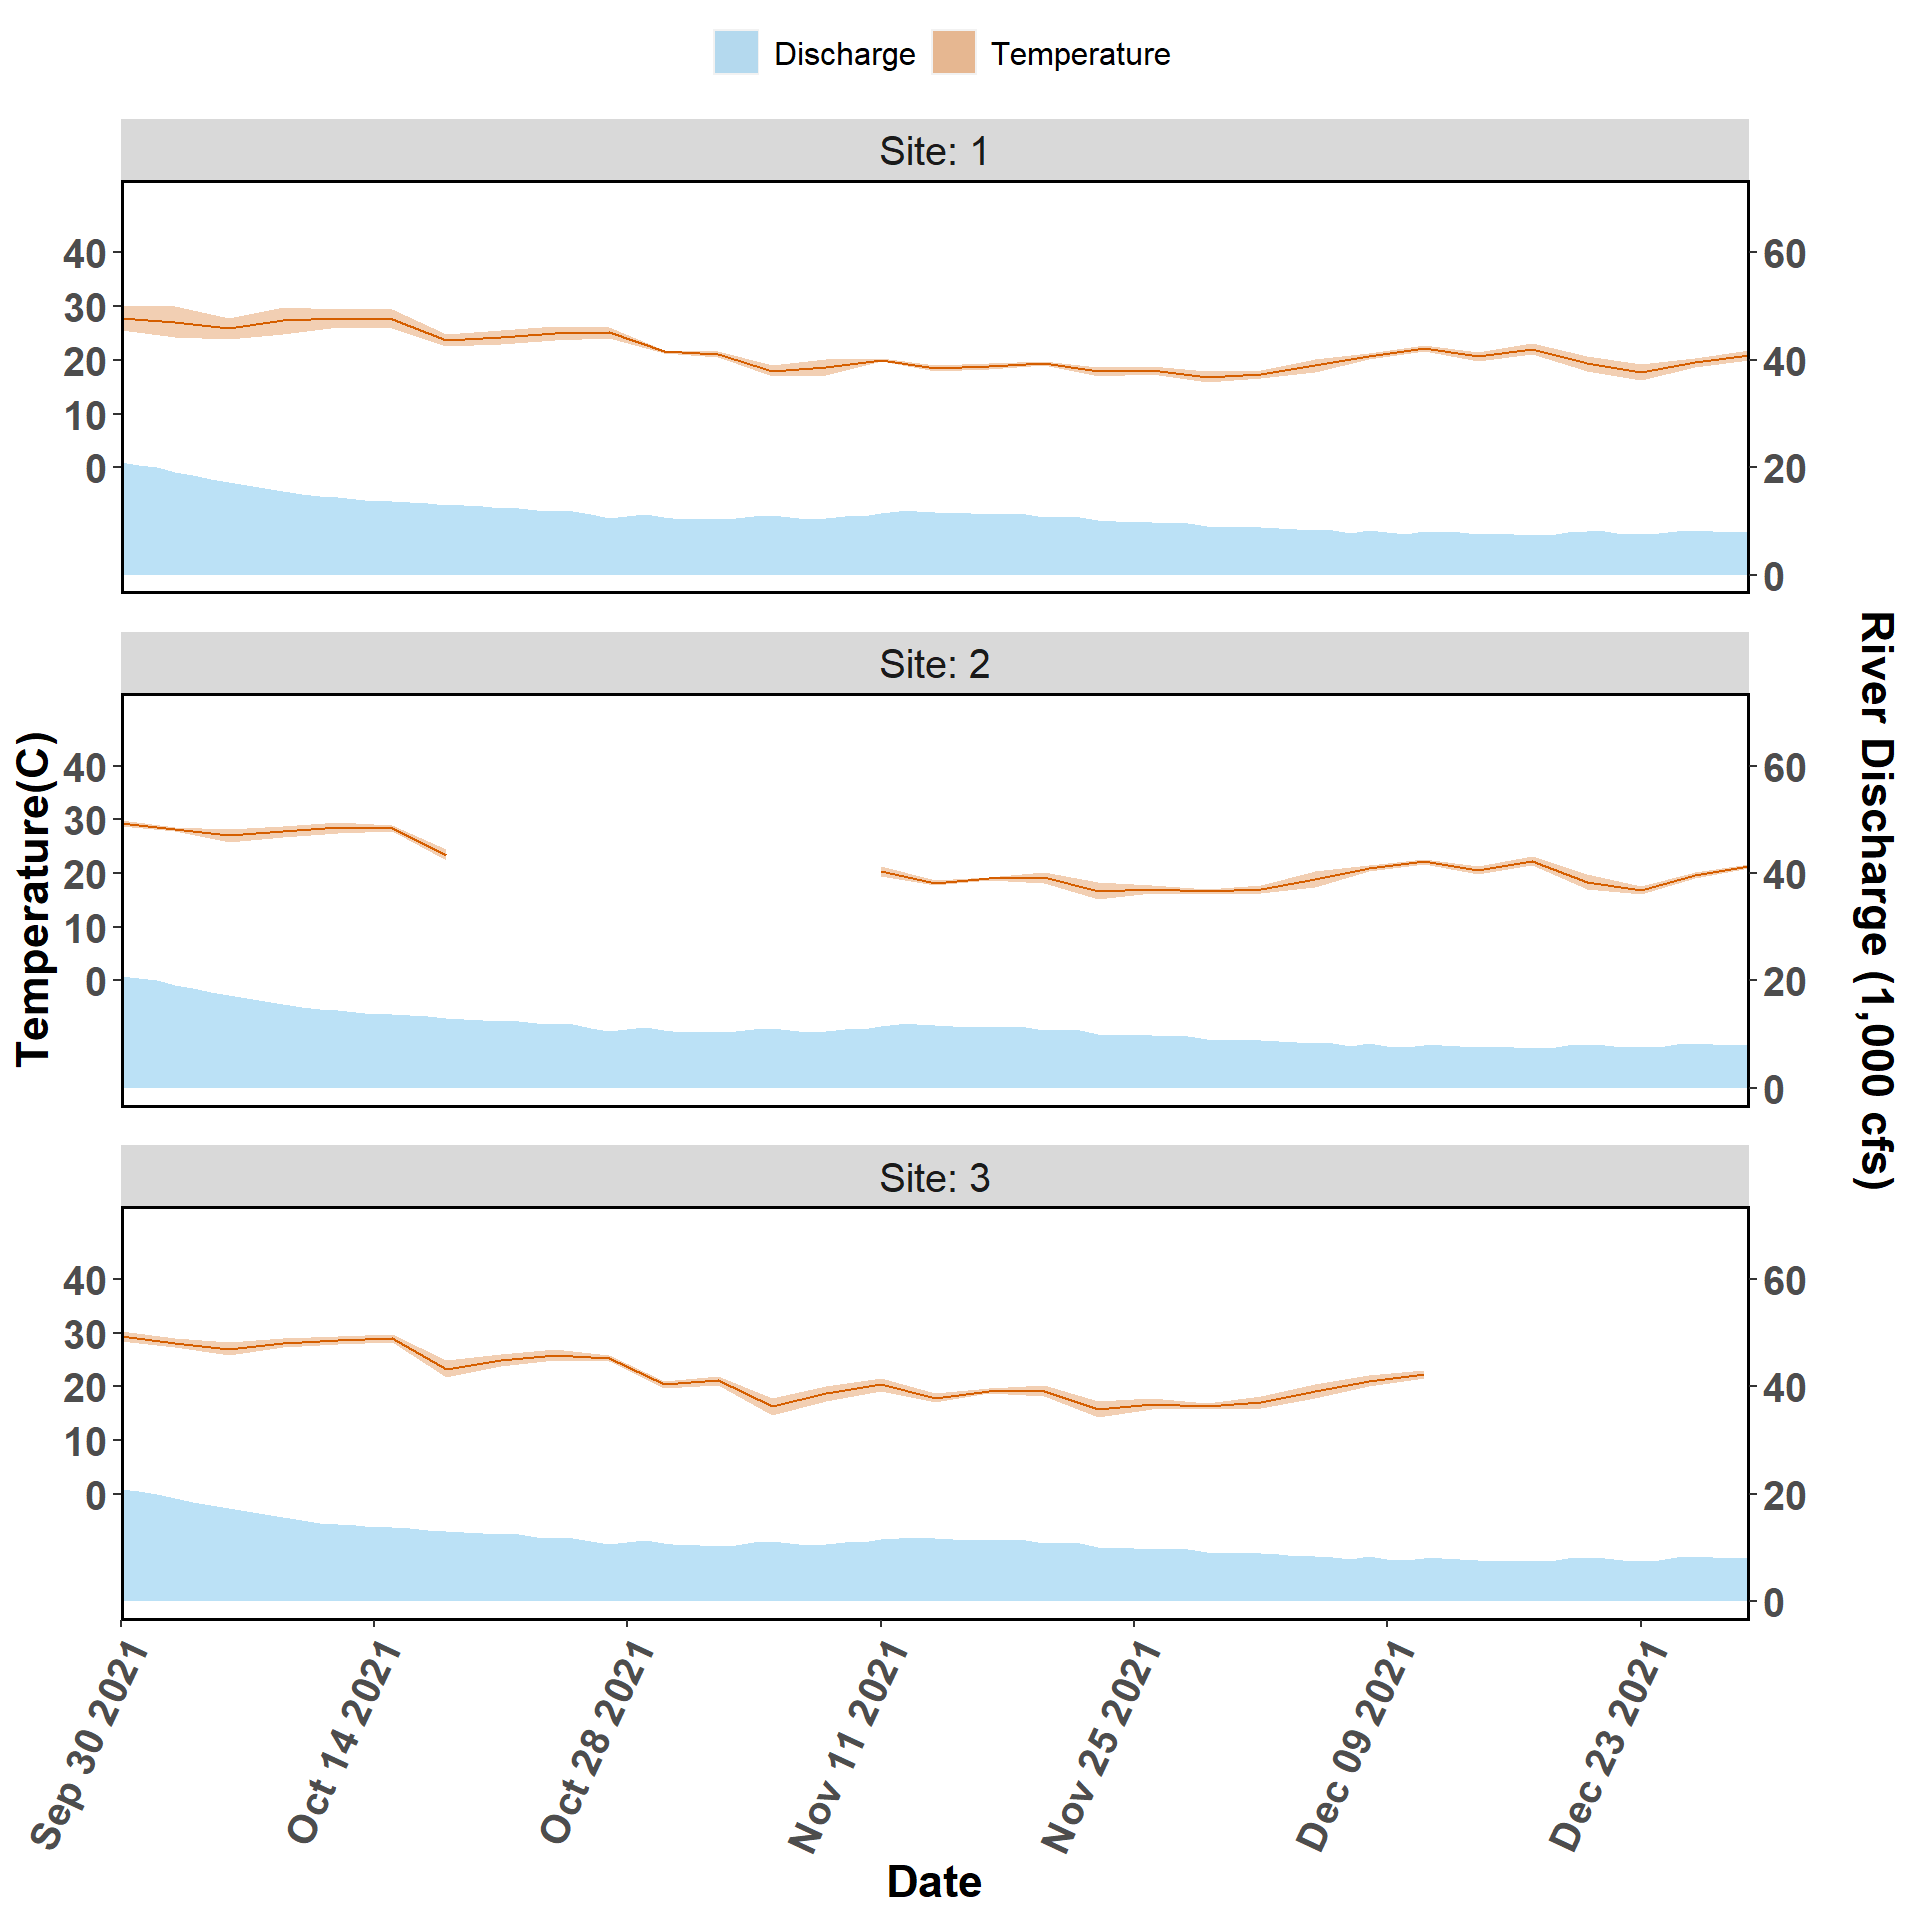 Discharge Temperature
Site: 1
40
30
20
10
0
60
40
20
0
Site: 2
40
30
20
10
0
60
40
20
0
Temperature(C)
River Discharge (1,000 cfs)
Site: 3
40
30
20
10
0
60
40
20
0
Sep 30 2021
Oct 14 2021
Oct 28 2021
Nov 11 2021
Nov 25 2021
Dec 09 2021
Dec 23 2021
Date